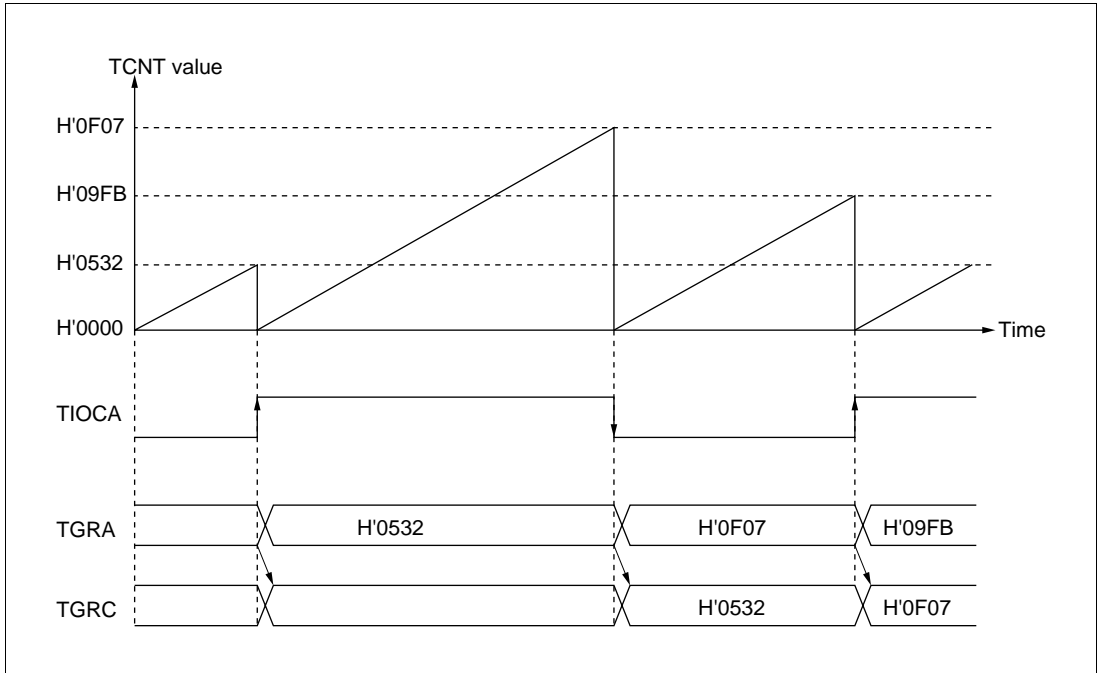 TCNT value
H'0F07
H'09FB
H'0532
H'0000
Time
TIOCA
TGRA
H'0532
H'0F07
H'09FB
TGRC
H'0532
H'0F07